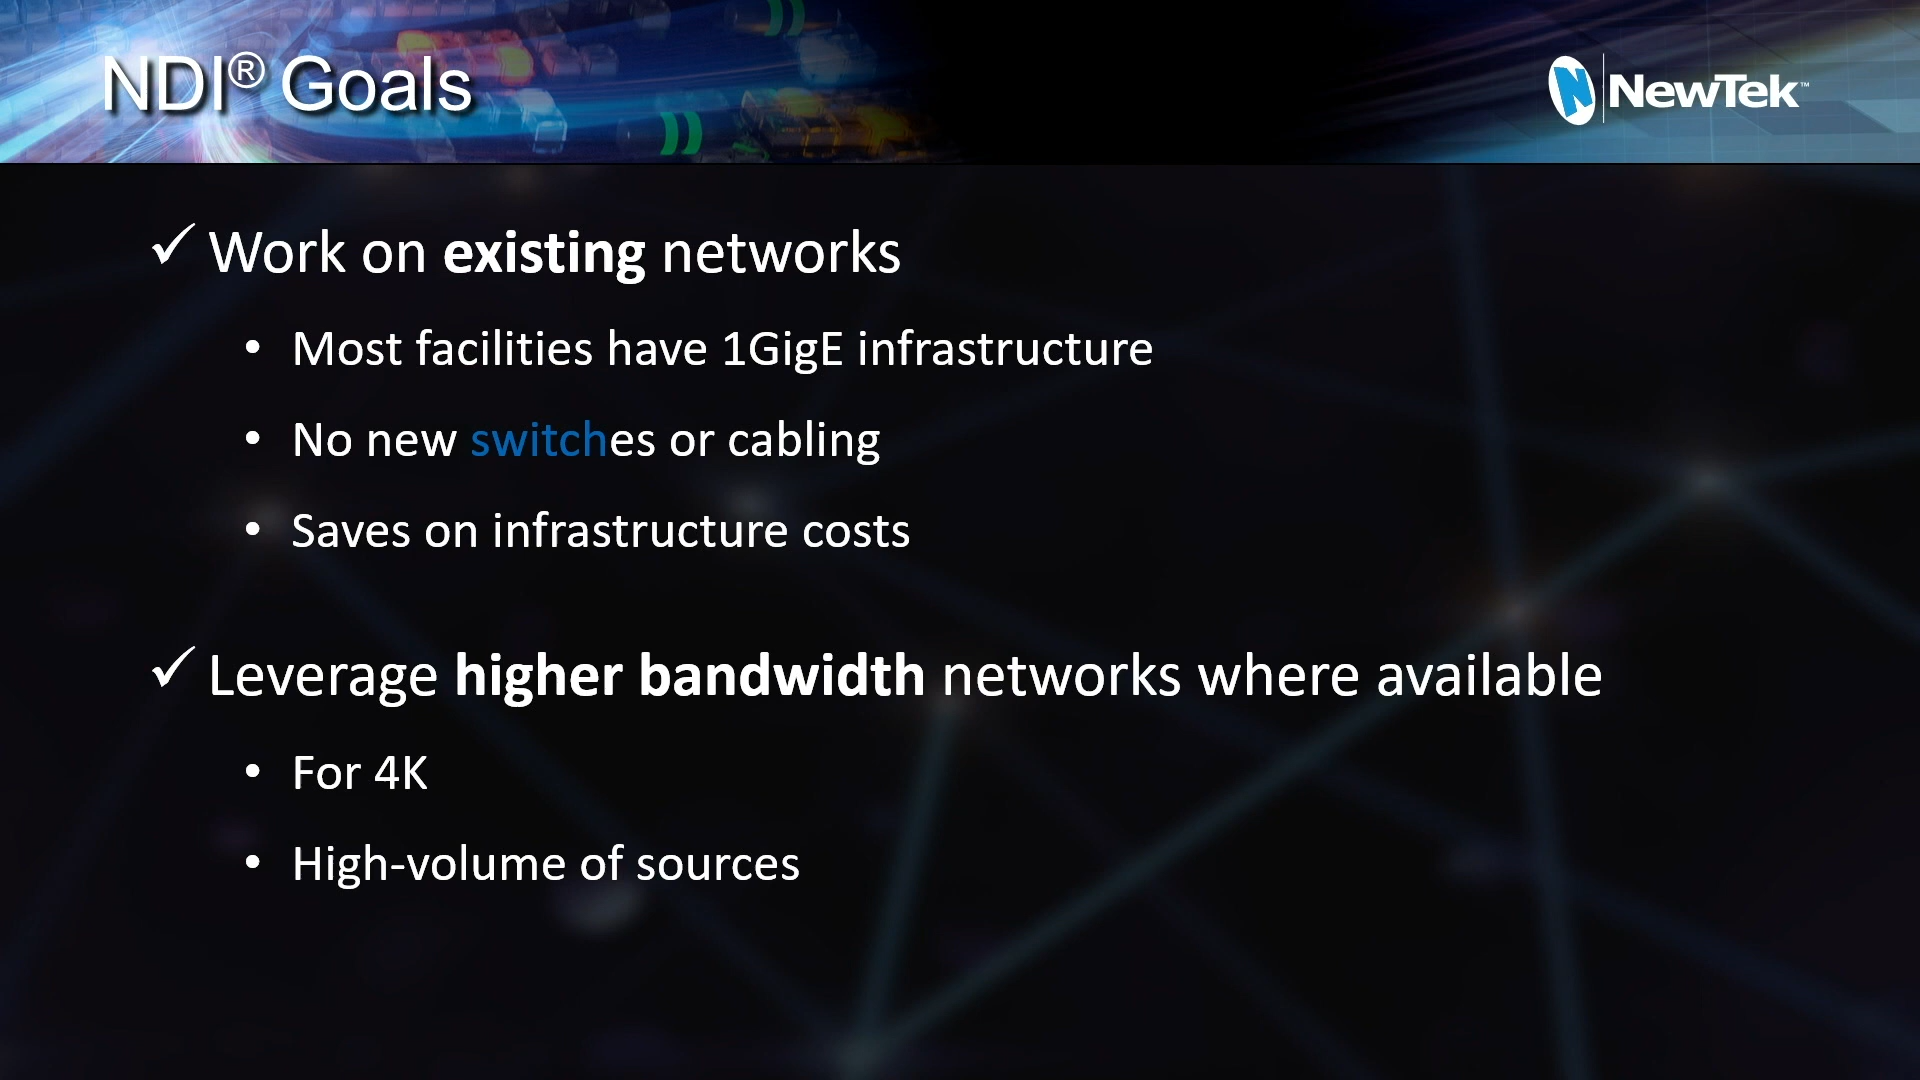 NDI® Goals
NewTek™
✓ Work on existing networks
• Most facilities have 1GigE infrastructure
• No new switches or cabling
• Saves on infrastructure costs
✓ Leverage higher bandwidth networks where available
• For 4K
• High-volume of sources